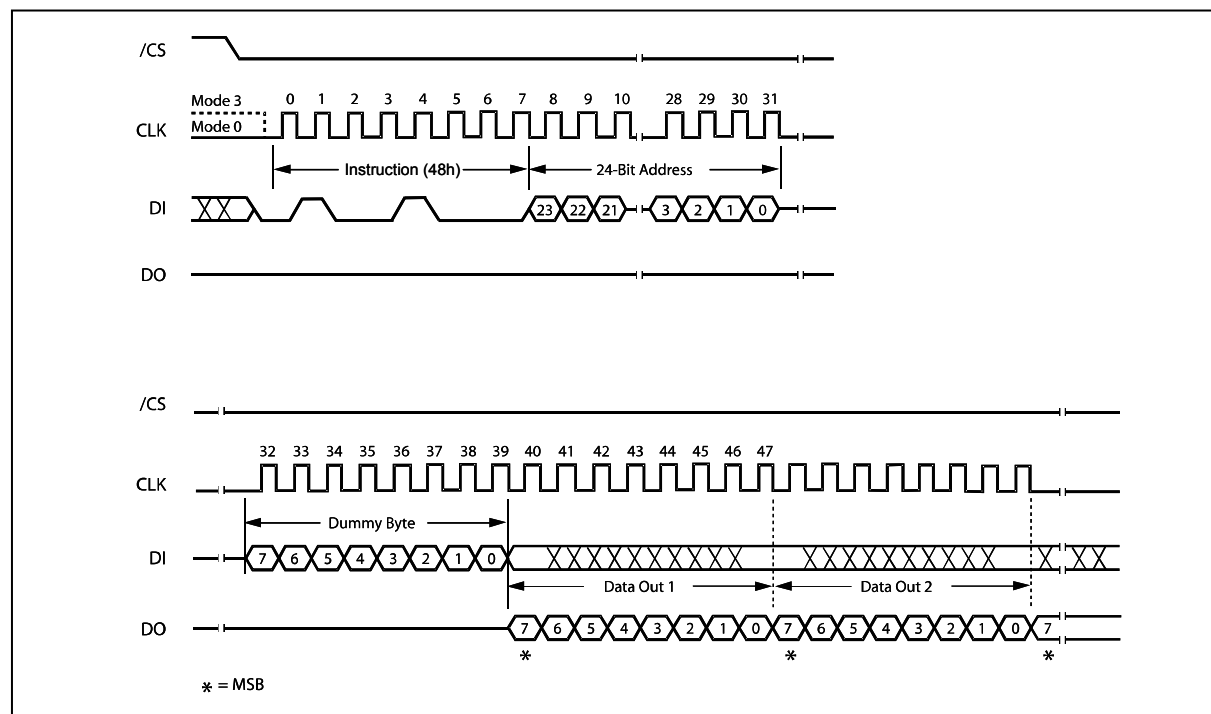 /CS
Mode 3
0 1 2 3 4 5 6 7 8 9 10 28 29 30 31
CLK
Mode 0
Instruction (48h)
24-Bit Address
DI
23 22 21 3 2 1 0
DO
/CS
32 33 34 35 36 37 38 39 40 41 42 43 44 45 46 47
CLK
Dummy Byte
DI
7 6 5 4 3 2 1 0
Data Out 1
Data Out 2
DO
7 6 5 4 3 2 1 0 7 6 5 4 3 2 1 0 7
* * *
* = MSB